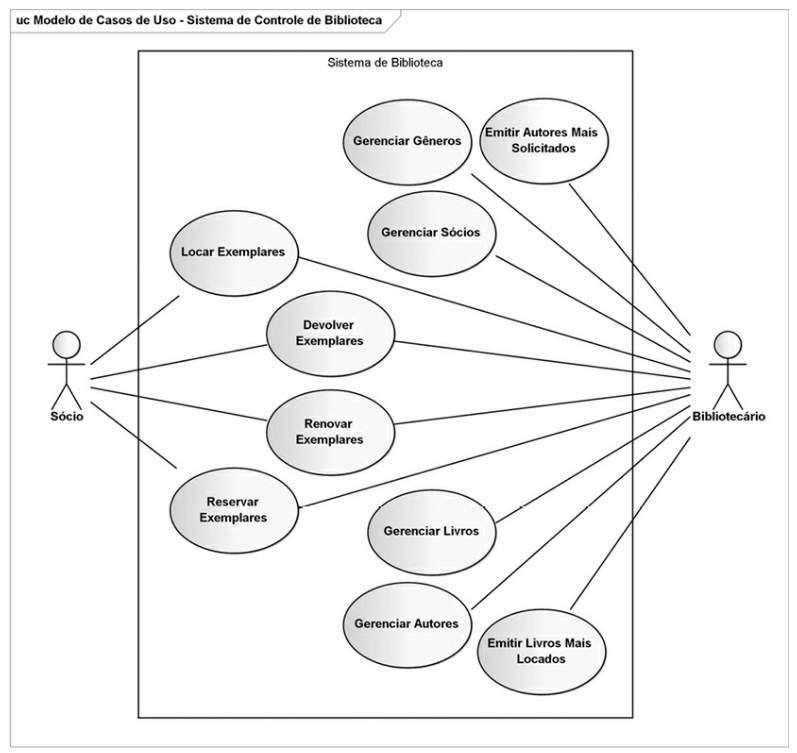 uc Modelo de Casos de Uso - Sistema de Controle de Biblioteca
Sistema de Biblioteca
Gerenciar Gêneros
Emitir Autores Mais
Solicitados
Gerenciar Sócios
Locar Exemplares
Devolver
Exemplares
Sócio
Bibliotecário
Renovar
Exemplares
Reservar
Exemplares
Gerenciar Livros
Gerenciar Autores
Emitir Livros Mais
Locados